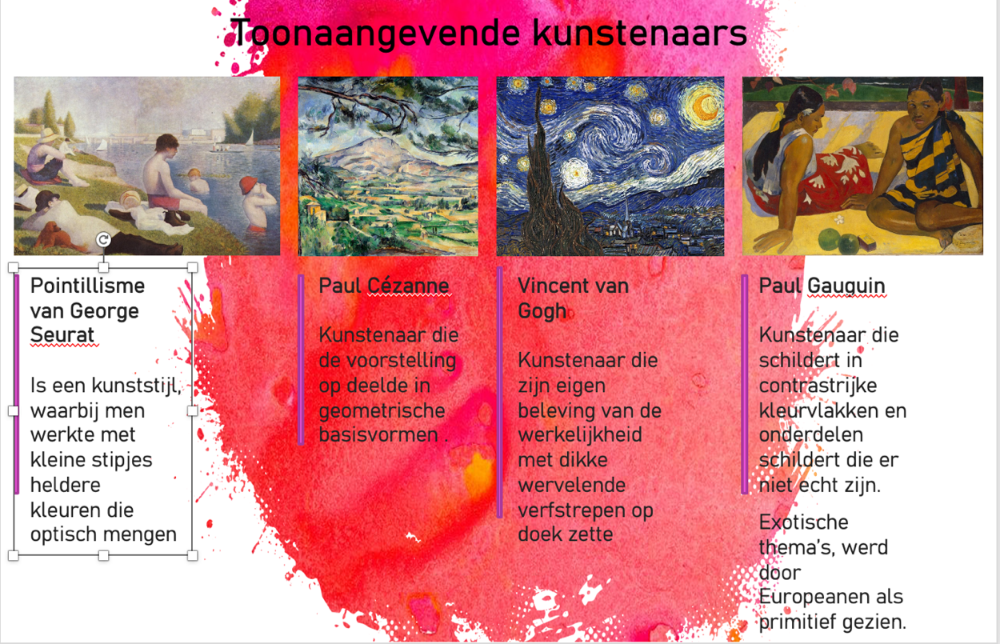 Toonaangevende kunstenaars
Pointillisme
van George
Seurat
Is een kunststijl,
waarbij men
werkte met
kleine stipjes
heldere
kleuren die
optisch mengen
Paul Cézanne
Kunstenaar die
de voorstelling
op deelde in
geometrische
basisvormen .
Vincent van
Gogh
Kunstenaar die
zijn eigen
beleving van de
werkelijkheid
met dikke
wervelende
verfstrepen op
doek zette
Paul Gauguin
Kunstenaar die
schildert in
contrastrijke
kleurvlakken en
onderdelen
schildert die er
niet echt zijn.
Exotische
thema’s, werd
door
Europeanen als
primitief gezien.